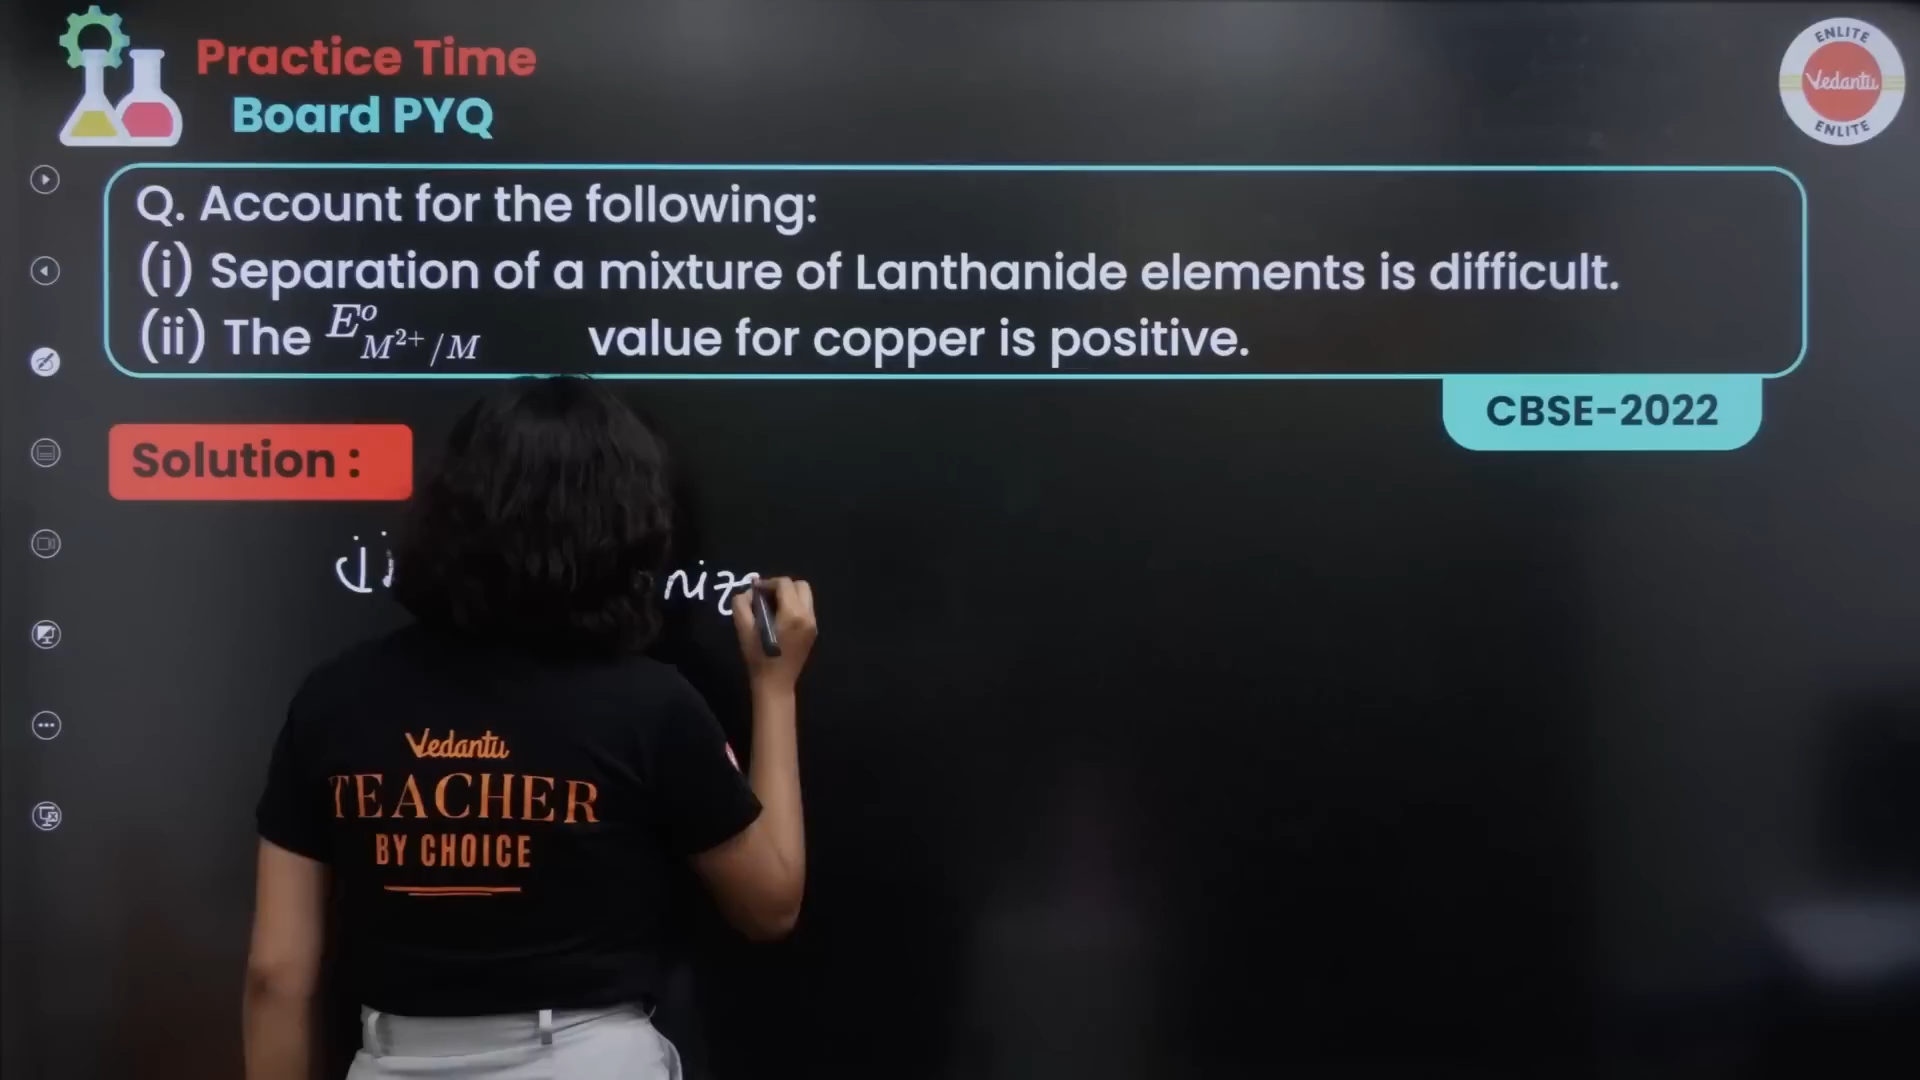 Practice Time
Board PYQ
ENLITE
Vedantu
ENLITE
Q. Account for the following:
(i) Separation of a mixture of Lanthanide elements is difficult.
(ii) The E°M²⁺/M value for copper is positive.
CBSE-2022
Solution :
Vedantu
TEACHER
BY CHOICE